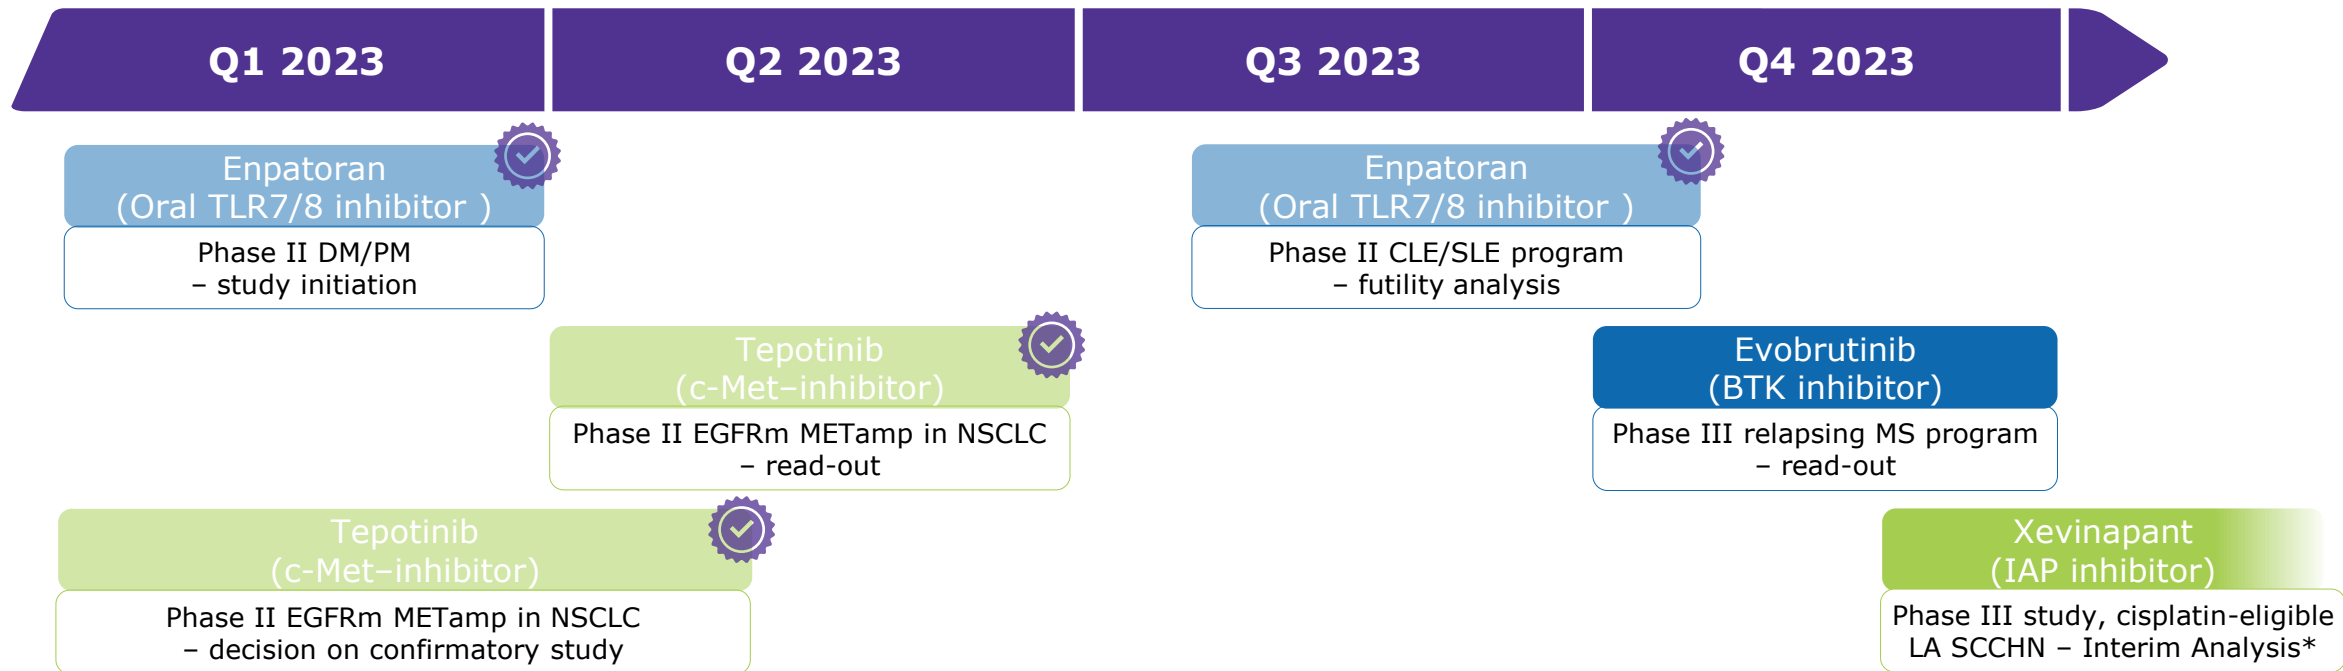 Q1 2023
Q2 2023
Q3 2023
Q4 2023
Enpatoran
(Oral TLR7/8 inhibitor )
Phase II DM/PM
– study initiation
Enpatoran
(Oral TLR7/8 inhibitor )
Phase II CLE/SLE program
– futility analysis
Tepotinib
(c-Met–inhibitor)
Phase II EGFRm METamp in NSCLC
– read-out
Evobrutinib
(BTK inhibitor)
Phase III relapsing MS program
– read-out
Tepotinib
(c-Met–inhibitor)
Phase II EGFRm METamp in NSCLC
– decision on confirmatory study
Xevinapant
(IAP inhibitor)
Phase III study, cisplatin-eligible
LA SCCHN – Interim Analysis*